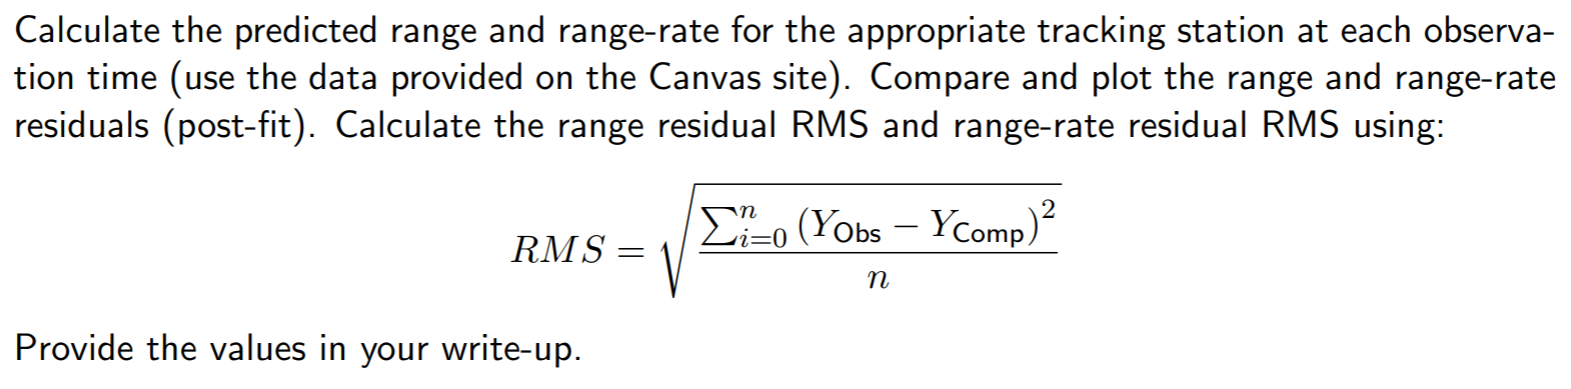 Calculate the predicted range and range-rate for the appropriate tracking station at each observa-
tion time (use the data provided on the Canvas site). Compare and plot the range and range-rate
residuals (post-fit). Calculate the range residual RMS and range-rate residual RMS using:
$RMS = \sqrt{\frac{\sum_{i=0}^{n} (Y_{\text{Obs}} - Y_{\text{Comp}})^2}{n}}$
Provide the values in your write-up.